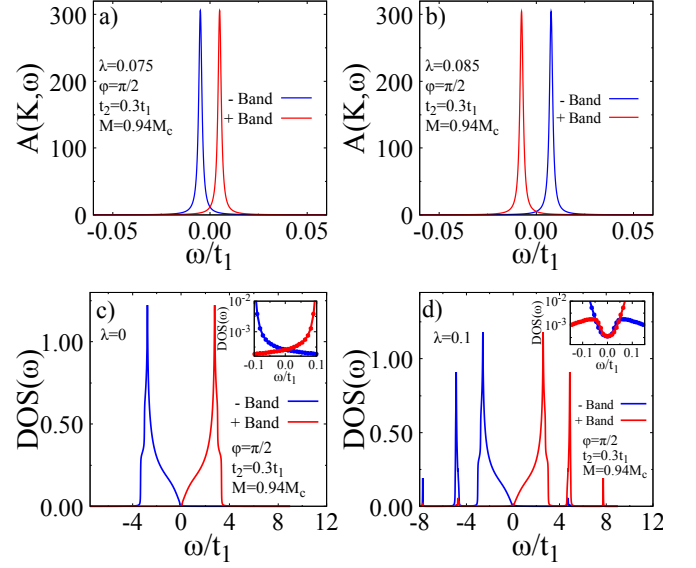 a)
300
200
100
0
A(K,ω)
λ=0.075
φ=π/2
t2=0.3t1
M=0.94Mc
- Band
+ Band
-0.05 0.00 0.05
ω/t1
b)
300
200
100
0
A(K,ω)
λ=0.085
φ=π/2
t2=0.3t1
M=0.94Mc
- Band
+ Band
-0.05 0.00 0.05
ω/t1
c)
1.00
0.50
0.00
DOS(ω)
λ=0
10-2
10-3
DOS(ω)
-0.1 0.0 0.1
ω/t1
- Band
+ Band
φ=π/2
t2=0.3t1
M=0.94Mc
-4 0 4 8 12
ω/t1
d)
1.00
0.50
0.00
DOS(ω)
λ=0.1
10-2
10-3
DOS(ω)
-0.1 0.0 0.1
ω/t1
- Band
+ Band
φ=π/2
t2=0.3t1
M=0.94Mc
-8 -4 0 4 8 12
ω/t1